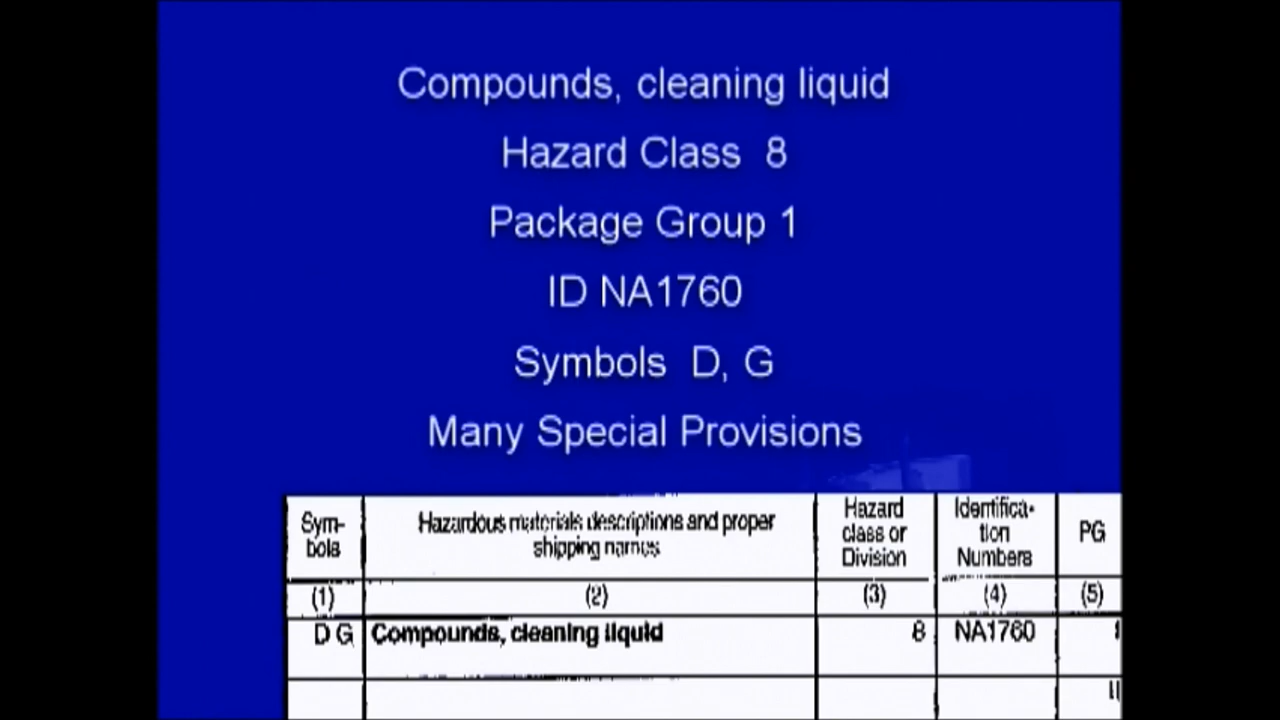 Compounds, cleaning liquid
Hazard Class 8
Package Group 1
ID NA1760
Symbols D, G
Many Special Provisions
Sym-
bols
Hazardous materials descriptions and proper
shipping names
Hazard
class or
Division
Identifica-
tion
Numbers
PG
(1) (2) (3) (4) (5)
D G Compounds, cleaning liquid 8 NA1760 I
II